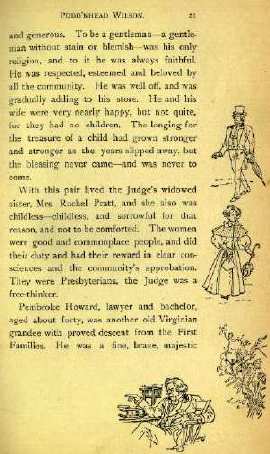 PUDD'NHEAD WILSON. 21
and generous. To be a gentleman—a gentle-
man without stain or blemish—was his only
religion, and to it he was always faithful.
He was respected, esteemed and beloved by
all the community. He was well off, and was
gradually adding to his store. He and his
wife were very nearly happy, but not quite,
for they had no children. The longing for
the treasure of a child had grown stronger
and stronger as the years slipped away, but
the blessing never came—and was never to
come.
With this pair lived the Judge's widowed
sister, Mrs. Rachel Pratt, and she also was
childless—childless, and sorrowful for that
reason, and not to be comforted. The women
were good and commonplace people, and did
their duty and had their reward in clear con-
sciences and the community's approbation.
They were Presbyterians, the Judge was a
free-thinker.
Pembroke Howard, lawyer and bachelor,
aged about forty, was another old Virginian
grandee with proved descent from the First
Families. He was a fine, brave, majestic